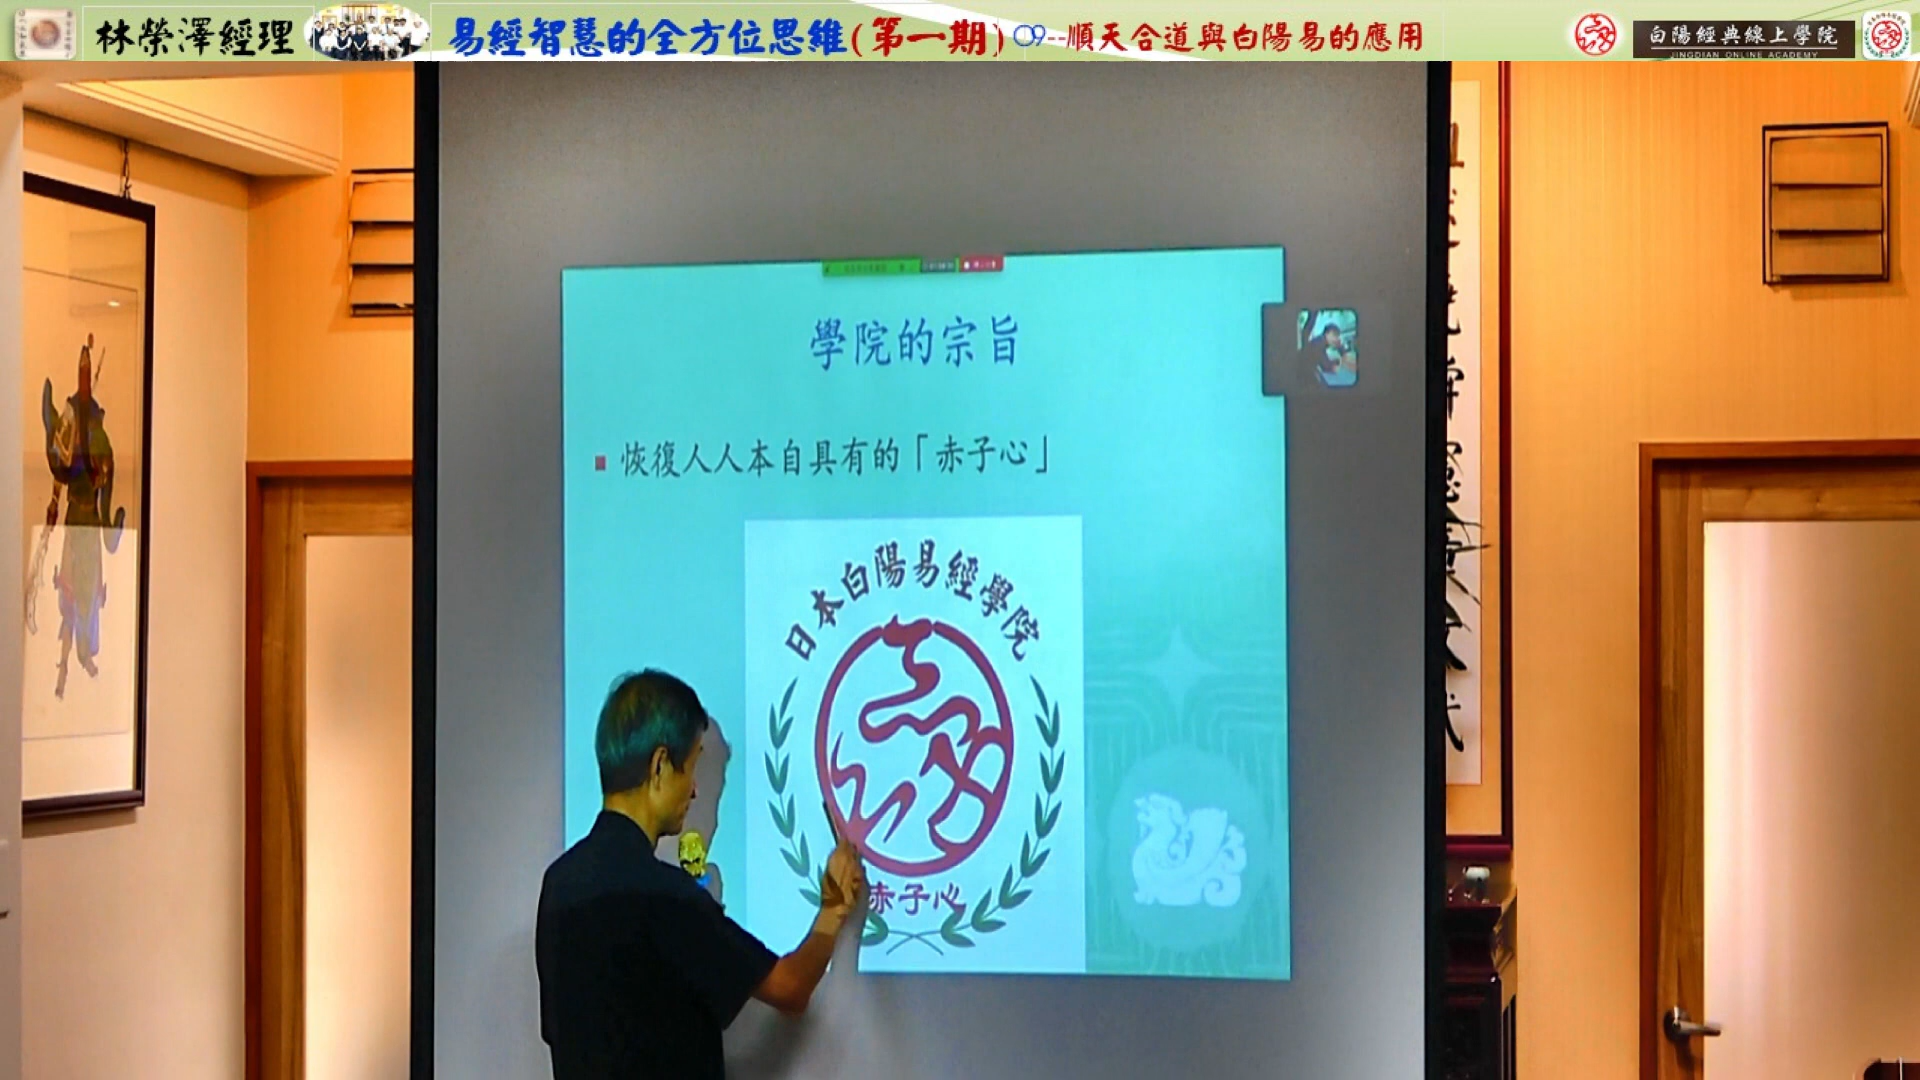 林榮澤經理
易經智慧的全方位思維(第一期) 09--順天合道與白陽易的應用
白陽經典線上學院
JINGDIAN ONLINE ACADEMY
學院的宗旨
恢復人人本自具有的「赤子心」
日本白陽易經學院
赤子心